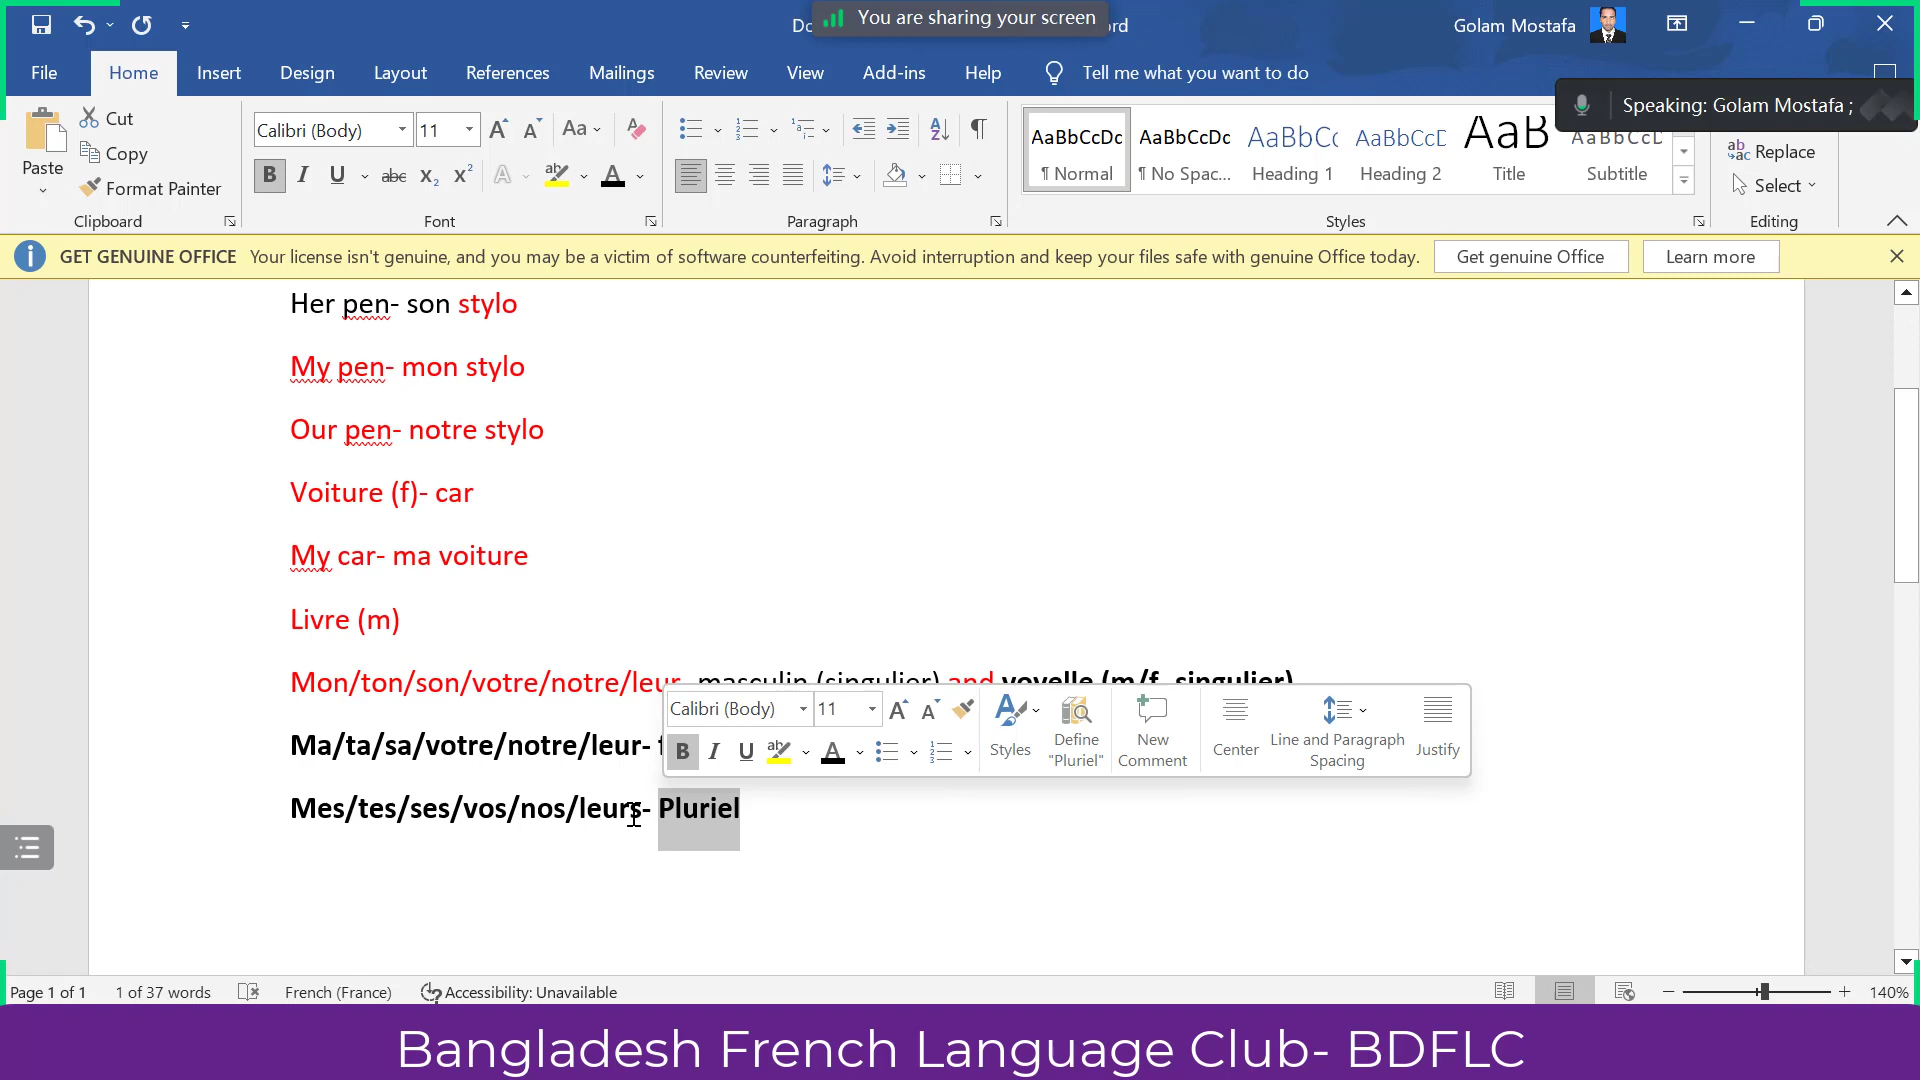 You are sharing your screen
Golam Mostafa
File Home Insert Design Layout References Mailings Review View Add-ins Help Tell me what you want to do
Speaking: Golam Mostafa ;
Paste
Cut
Copy
Format Painter
Clipboard
Calibri (Body) 11
Font
Paragraph
AaBbCcDc AaBbCcDc AaBbCc AaBbCcD AaB AaBbCcD
¶ Normal ¶ No Spac... Heading 1 Heading 2 Title Subtitle
Styles
Replace
Select
Editing
GET GENUINE OFFICE Your license isn't genuine, and you may be a victim of software counterfeiting. Avoid interruption and keep your files safe with genuine Office today. Get genuine Office Learn more
Her pen- son stylo
My pen- mon stylo
Our pen- notre stylo
Voiture (f)- car
My car- ma voiture
Livre (m)
Mon/ton/son/votre/notre/leur- masculin (singulier) and voyelle (m/f, singulier)
Ma/ta/sa/votre/notre/leur-
Mes/tes/ses/vos/nos/leurs- Pluriel
Calibri (Body) 11
Styles
Define "Pluriel"
New Comment
Center
Line and Paragraph Spacing
Justify
Page 1 of 1 1 of 37 words French (France) Accessibility: Unavailable 140%
Bangladesh French Language Club- BDFLC